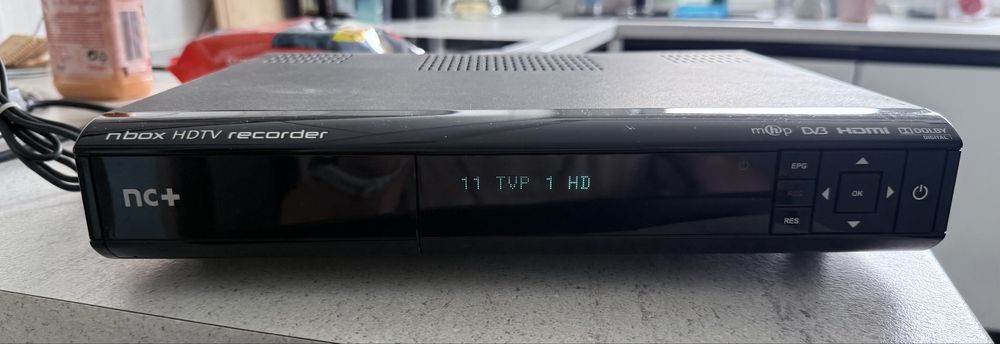 nbox HDTV recorder
mhp DVB HDMI DOLBY
DIGITAL
nc+
11 TVP 1 HD
EPG
REC
OK
RES